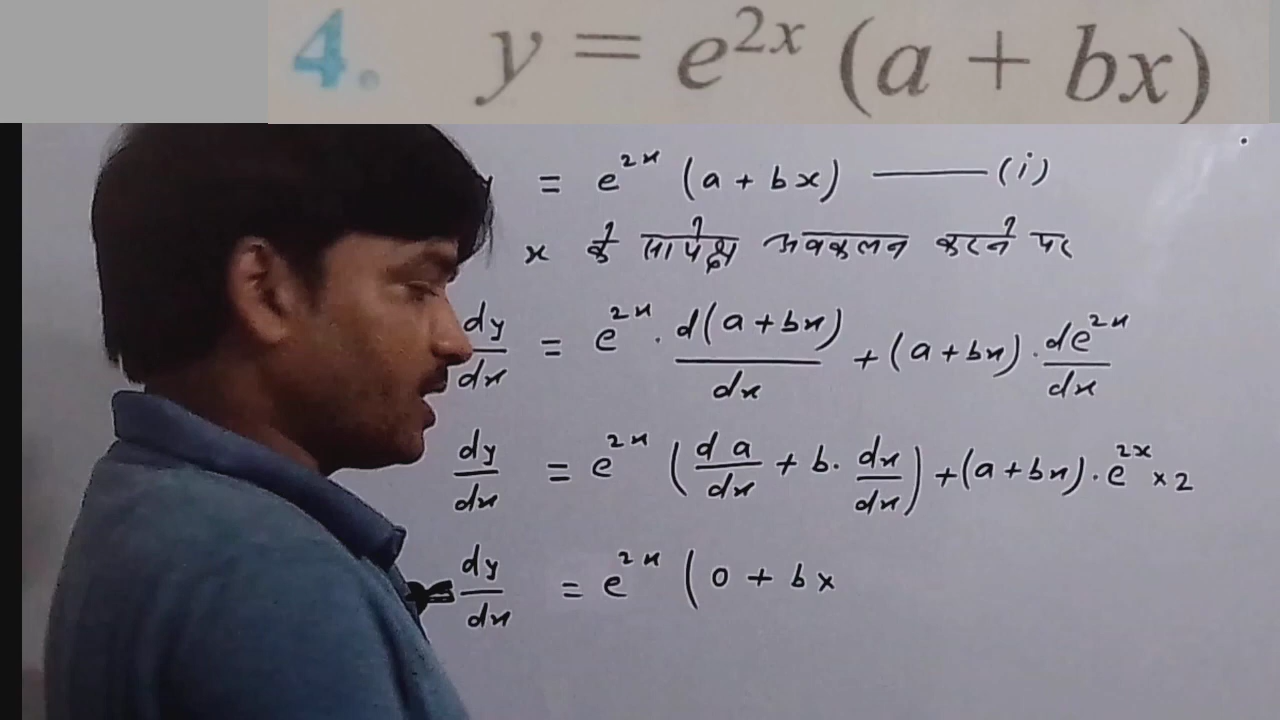 4. y = e^{2x} (a + bx)
y = e^{2x} (a + bx) ——— (i)
x के सापेक्ष अवकलन करने पर
dy/dx = e^{2x} . d(a + bx)/dx + (a + bx) . de^{2x}/dx
dy/dx = e^{2x} (da/dx + b . dx/dx) + (a + bx) . e^{2x} × 2
dy/dx = e^{2x} (0 + b ×